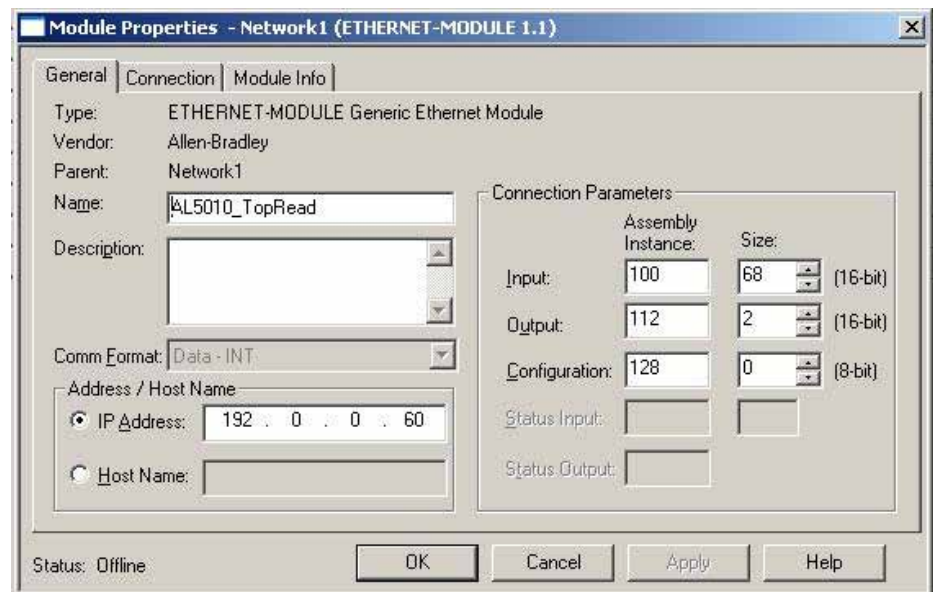 Module Properties - Network1 (ETHERNET-MODULE 1.1)
General
Connection
Module Info
Type: ETHERNET-MODULE Generic Ethernet Module
Vendor: Allen-Bradley
Parent: Network1
Name: AL5010_TopRead
Description:
Comm Format: Data - INT
Address / Host Name
IP Address: 192 . 0 . 0 . 60
Host Name:
Connection Parameters
Assembly Instance: Size:
Input: 100 68 (16-bit)
Output: 112 2 (16-bit)
Configuration: 128 0 (8-bit)
Status Input:
Status Output:
Status: Offline
OK
Cancel
Apply
Help